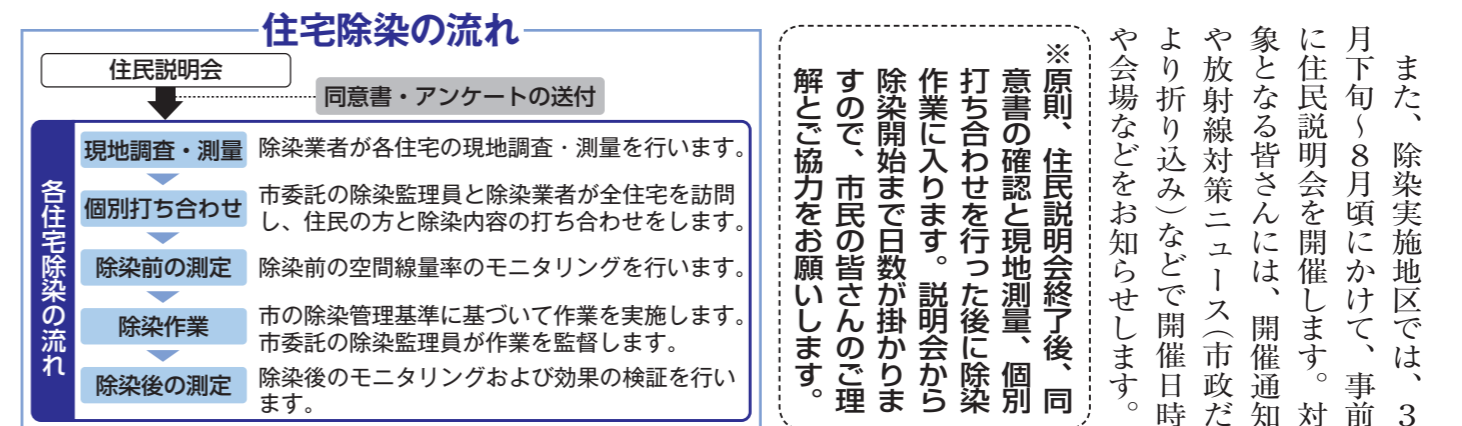 また、除染実施地区では、3
月下旬〜8月頃にかけて、事前
に住民説明会を開催します。対
象となる皆さんには、開催通知
や放射線対策ニュース(市政だ
より折り込み)などで開催日時
や会場などをお知らせします。
※原則、住民説明会終了後、同
意書の確認と現地測量、個別
打ち合わせを行った後に除染
作業に入ります。説明会から
除染開始まで日数が掛かりま
すので、市民の皆さんのご理
解とご協力をお願いします。
住宅除染の流れ
住民説明会
同意書・アンケートの送付
各住宅除染の流れ
現地調査・測量
除染業者が各住宅の現地調査・測量を行います。
個別打ち合わせ
市委託の除染監理員と除染業者が全住宅を訪問
し、住民の方と除染内容の打ち合わせをします。
除染前の測定
除染前の空間線量率のモニタリングを行います。
除染作業
市の除染管理基準に基づいて作業を実施します。
市委託の除染監理員が作業を監督します。
除染後の測定
除染後のモニタリングおよび効果の検証を行い
ます。